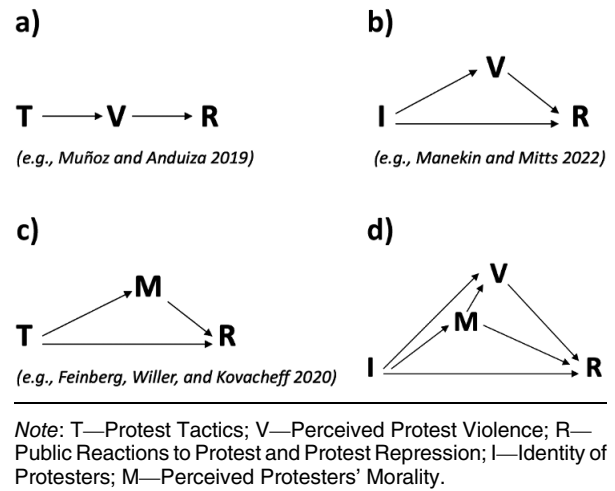 a)
b)
T V R
V
I R
(e.g., Muñoz and Anduiza 2019)
(e.g., Manekin and Mitts 2022)
c)
d)
M
T R
V
M
I R
(e.g., Feinberg, Willer, and Kovacheff 2020)
Note: T—Protest Tactics; V—Perceived Protest Violence; R—
Public Reactions to Protest and Protest Repression; I—Identity of
Protesters; M—Perceived Protesters' Morality.